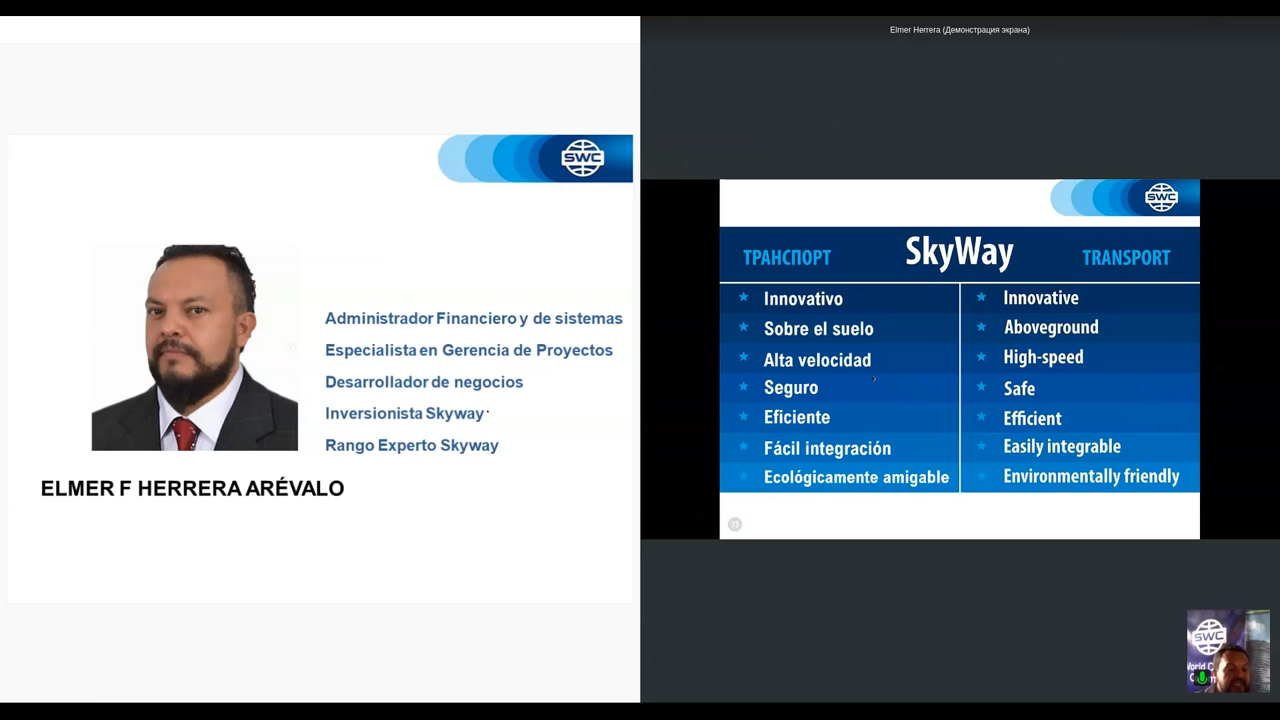 SWC
Administrador Financiero y de sistemas
Especialista en Gerencia de Proyectos
Desarrollador de negocios
Inversionista Skyway
Rango Experto Skyway
ELMER F HERRERA ARÉVALO
Elmer Herrera (Демонстрация экрана)
SWC
ТРАНСПОРТ SkyWay TRANSPORT
Innovativo
Sobre el suelo
Alta velocidad
Seguro
Eficiente
Fácil integración
Ecológicamente amigable
Innovative
Aboveground
High-speed
Safe
Efficient
Easily integrable
Environmentally friendly
25
SWC